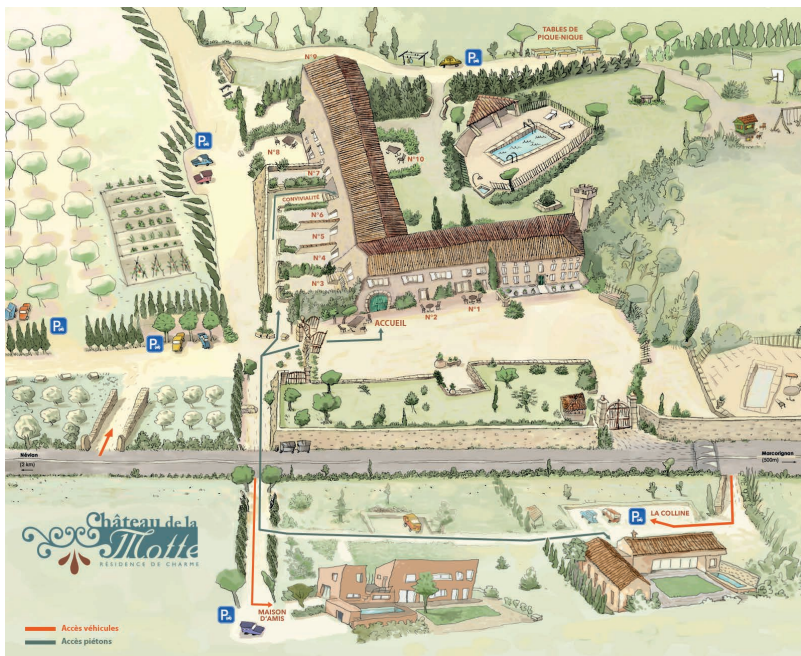 TABLES DE
PIQUE-NIQUE
N°9
P
P
N°8
N°10
N°7
CONVIVIALITÉ
N°6
N°5
N°4
N°3
N°2
N°1
ACCUEIL
P
P
Névian
(3 km)
Marcorignan
(500m)
Château de la
Motte
RÉSIDENCE DE CHARME
P
LA COLLINE
P
MAISON
D'AMIS
Accès véhicules
Accès piétons